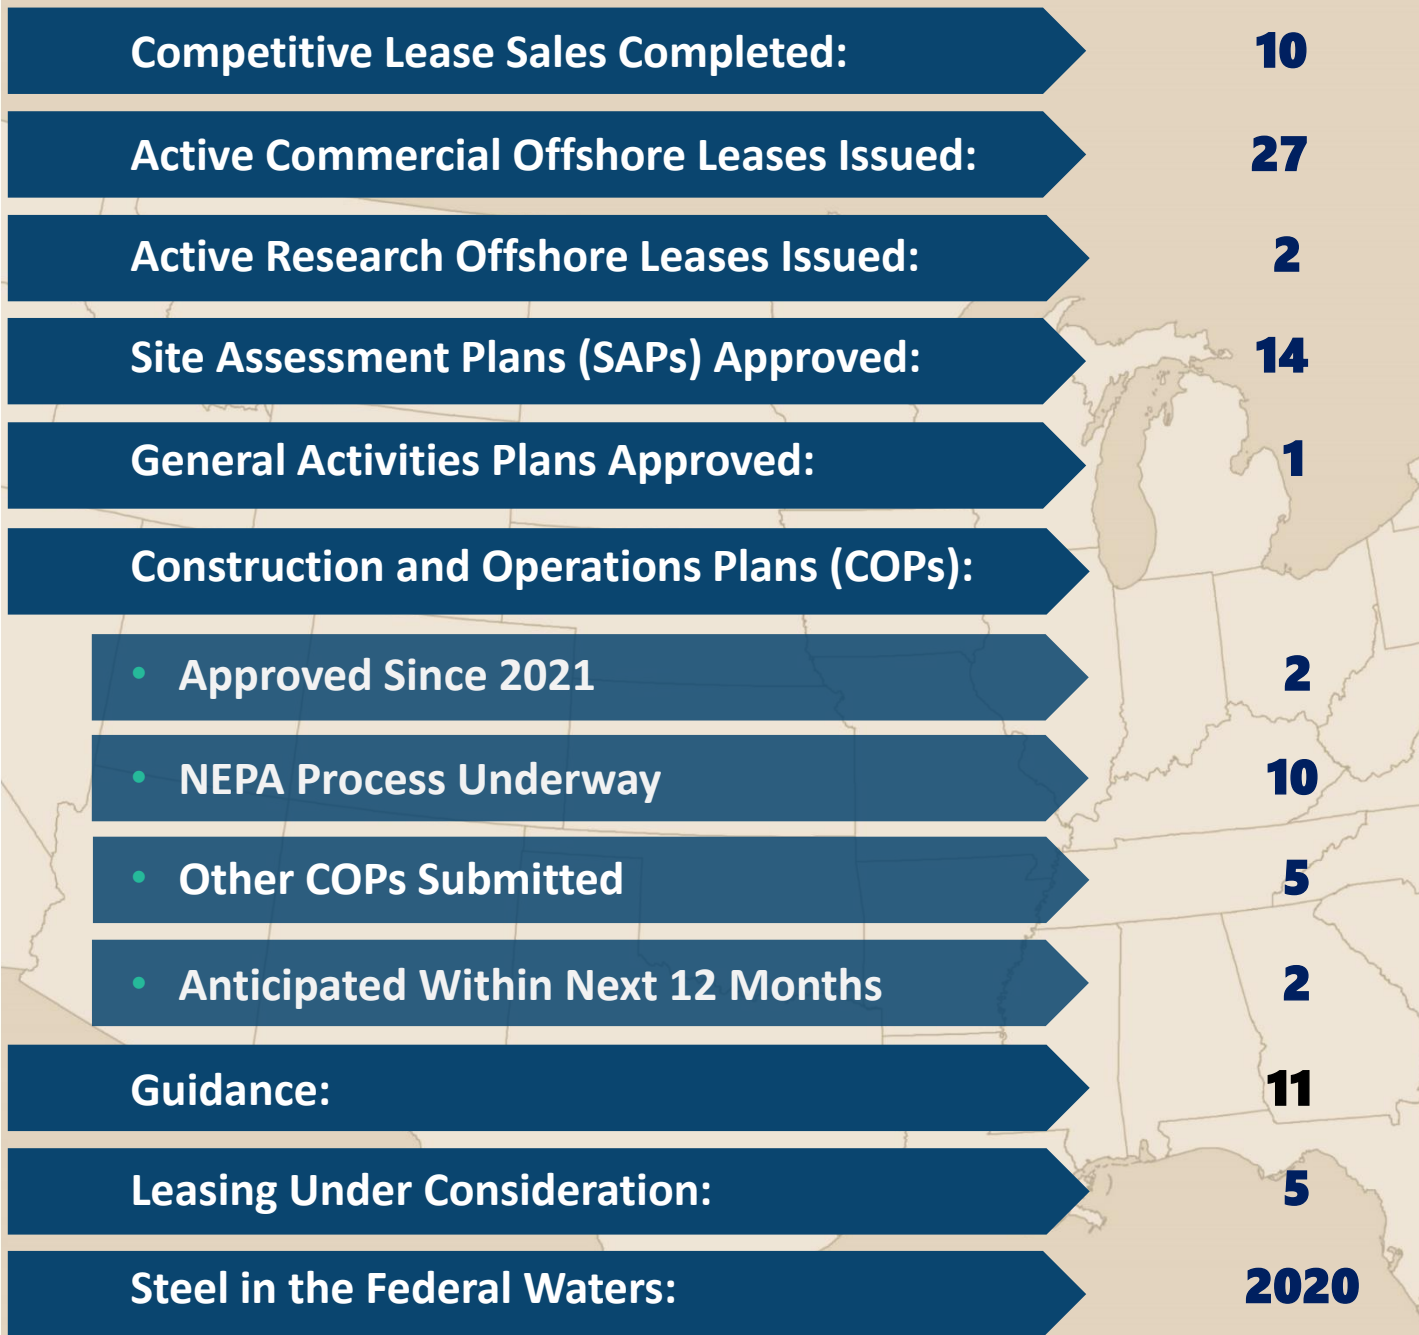 Competitive Lease Sales Completed: 10
Active Commercial Offshore Leases Issued: 27
Active Research Offshore Leases Issued: 2
Site Assessment Plans (SAPs) Approved: 14
General Activities Plans Approved: 1
Construction and Operations Plans (COPs):
• Approved Since 2021 2
• NEPA Process Underway 10
• Other COPs Submitted 5
• Anticipated Within Next 12 Months 2
Guidance: 11
Leasing Under Consideration: 5
Steel in the Federal Waters: 2020